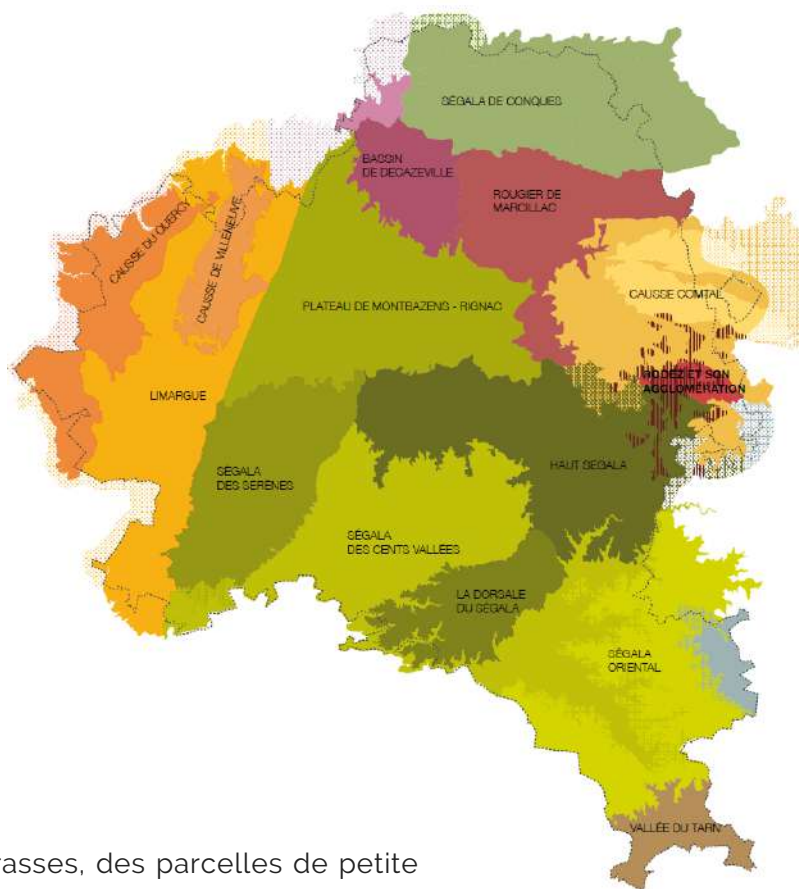 SÉGALA DE CONQUES
BASSIN
DE DECAZEVILLE
ROUGIER DE
MARCILLAC
CAUSSE DU QUERCY
CAUSSE DE VILLENEUVE
CAUSSE COMTAL
PLATEAU DE MONTBAZENS - RIGNAC
RODEZ ET SON
AGGLOMÉRATION
LIMARGUE
SÉGALA
DES SERÈNES
HAUT SÉGALA
SÉGALA
DES CENTS VALLÉES
LA DORSALE
DU SÉGALA
SÉGALA
ORIENTAL
VALLÉE DU TARN
rasses, des parcelles de petite